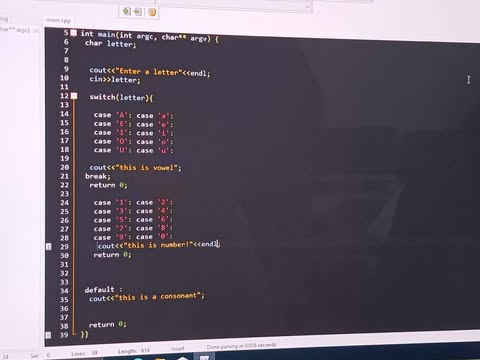 insert.cpp
5 int main(int argc, char** argv) {
6 char letter;
7
8
9 cout<<"Enter a letter"<<endl;
10 cin>>letter;
11
12 switch(letter){
13
14 case 'A': case 'a':
15 case 'E': case 'e':
16 case 'I': case 'i':
17 case 'O': case 'o':
18 case 'U': case 'u':
19
20 cout<<"this is vowel";
21 break;
22 return 0;
23
24 case '1': case '2':
25 case '3': case '4':
26 case '5': case '6':
27 case '7': case '8':
28 case '9': case '0':
29 cout<<"this is number!"<<endl
30 return 0;
31
32
33
34 default :
35 cout<<"this is a consonant";
36
37
38 return 0;
39 }}
54 Sel: 0 Lines: 39 Length: 614 Insert Done parsing in 0.016 seconds